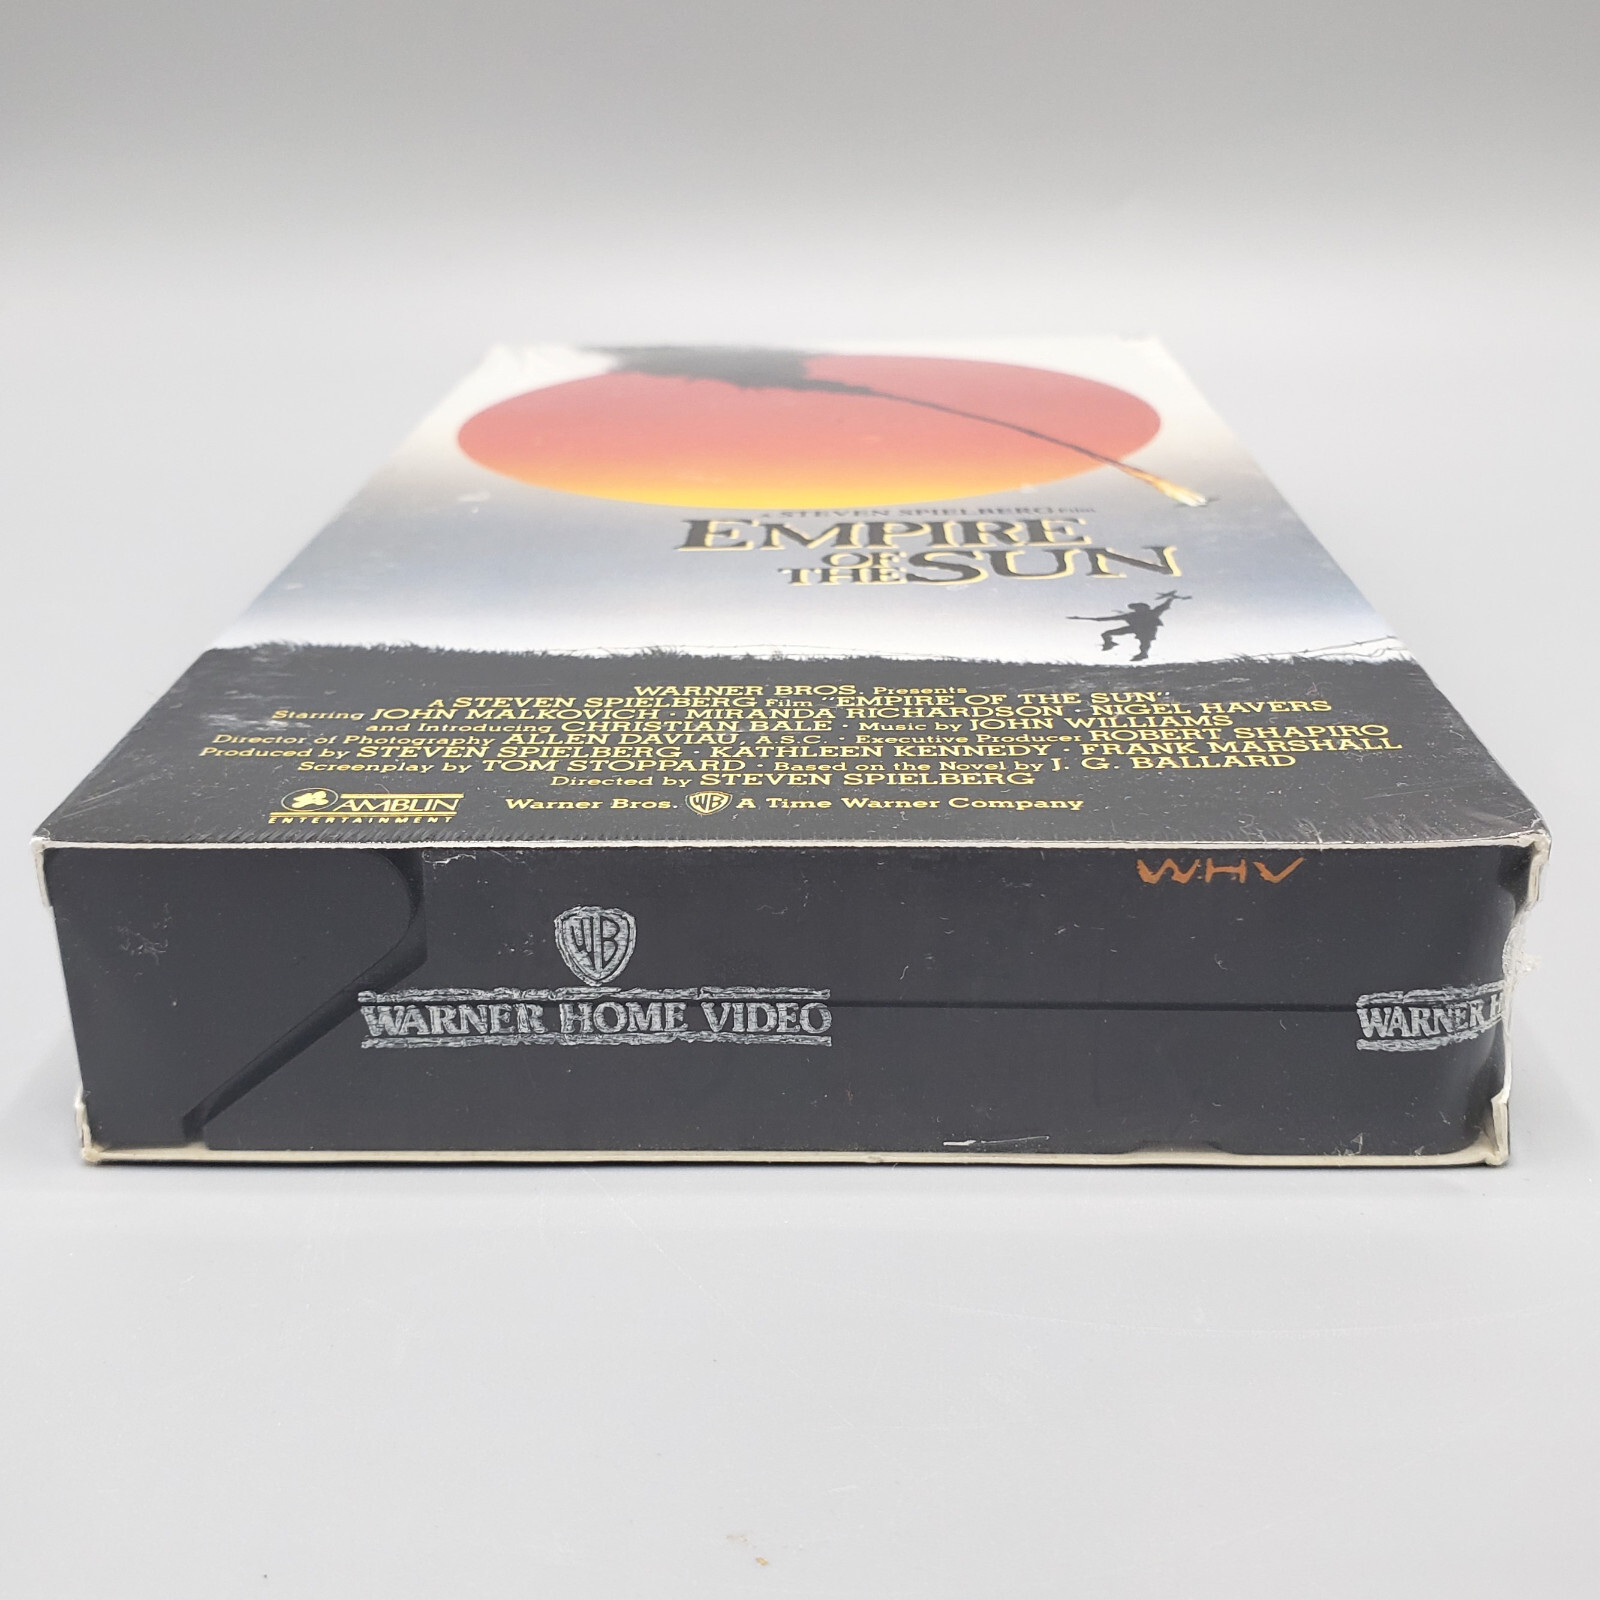 A STEVEN SPIELBERG Film
EMPIRE
OF
THE SUN
WARNER BROS. Presents
A STEVEN SPIELBERG Film "EMPIRE OF THE SUN"
Starring JOHN MALKOVICH · MIRANDA RICHARDSON · NIGEL HAVERS
and Introducing CHRISTIAN BALE · Music by JOHN WILLIAMS
Director of Photography ALLEN DAVIAU, A.S.C. · Executive Producer ROBERT SHAPIRO
Produced by STEVEN SPIELBERG · KATHLEEN KENNEDY · FRANK MARSHALL
Screenplay by TOM STOPPARD · Based on the Novel by J. G. BALLARD
Directed by STEVEN SPIELBERG
AMBLIN
ENTERTAINMENT
Warner Bros. WB A Time Warner Company
WHV
WB
WARNER HOME VIDEO
WARNER H